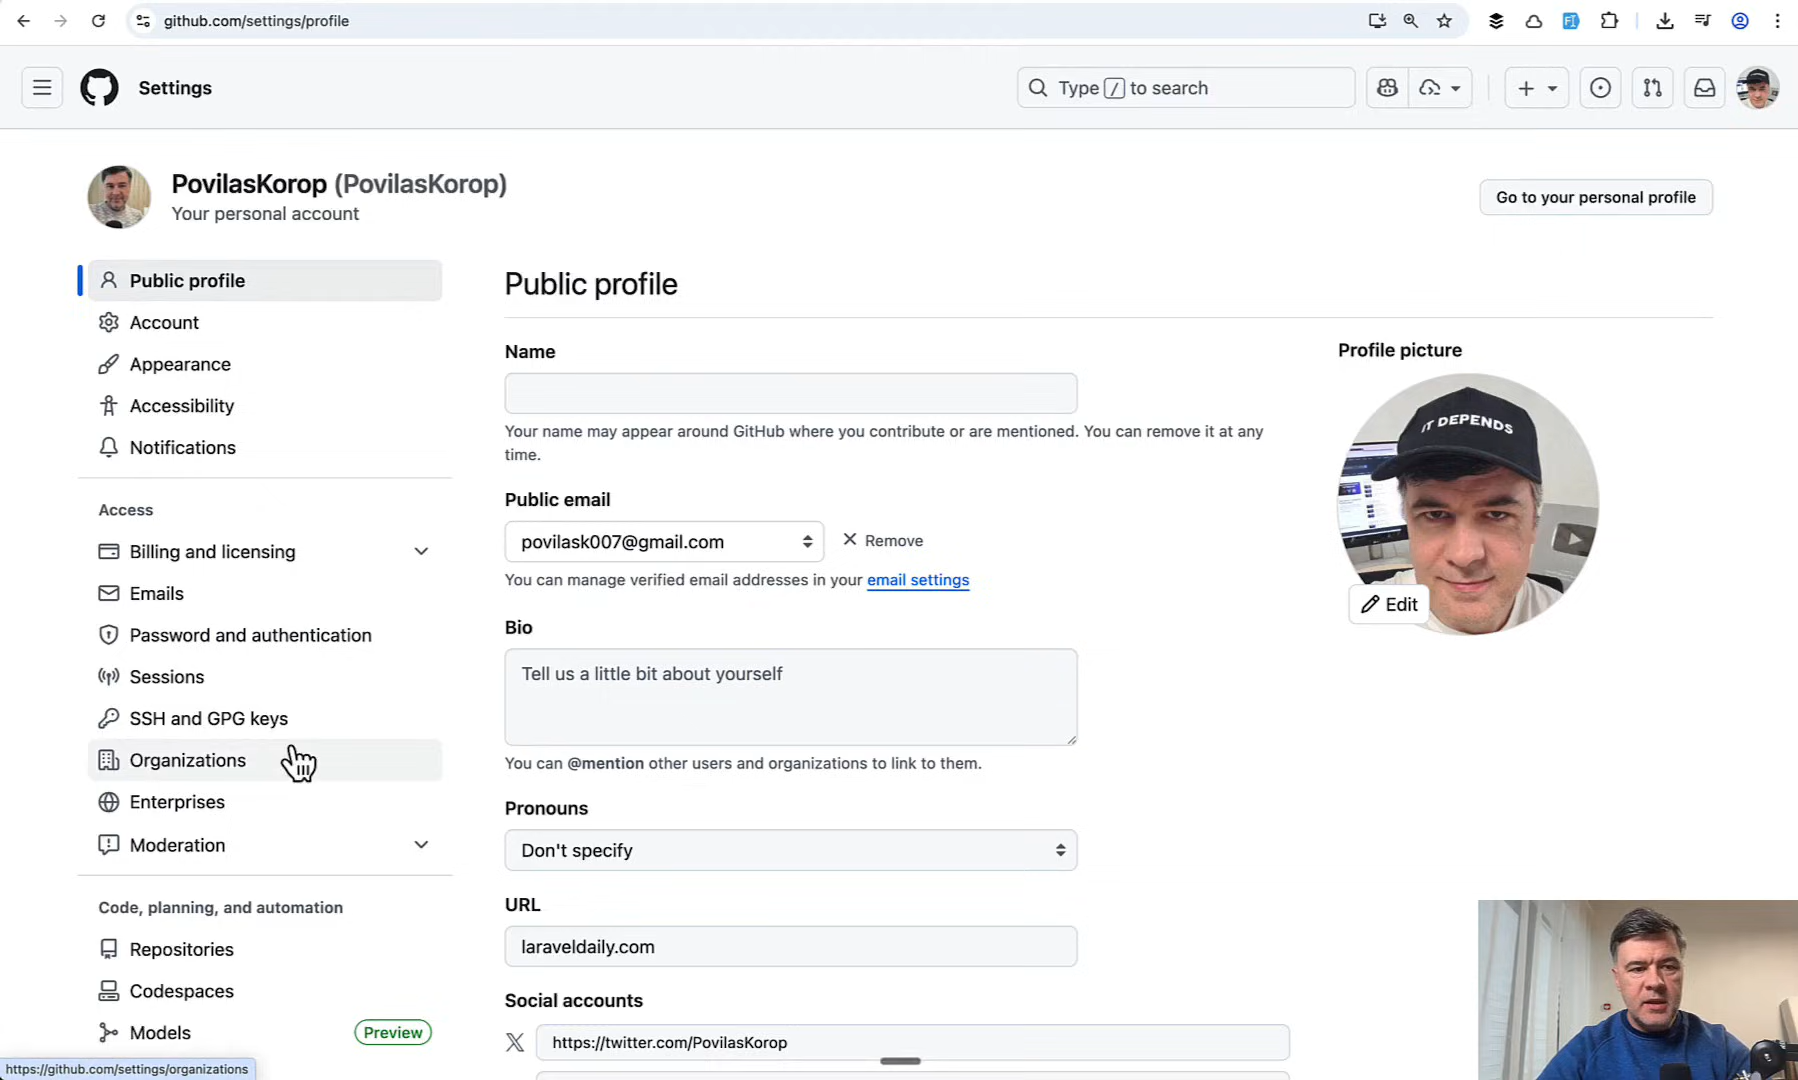 github.com/settings/profile
Settings
Type / to search
PovilasKorop (PovilasKorop)
Your personal account
Go to your personal profile
Public profile
Account
Appearance
Accessibility
Notifications
Access
Billing and licensing
Emails
Password and authentication
Sessions
SSH and GPG keys
Organizations
Enterprises
Moderation
Code, planning, and automation
Repositories
Codespaces
Models
Preview
Public profile
Name
Your name may appear around GitHub where you contribute or are mentioned. You can remove it at any
time.
Public email
povilask007@gmail.com
Remove
You can manage verified email addresses in your email settings
Bio
Tell us a little bit about yourself
You can @mention other users and organizations to link to them.
Pronouns
Don't specify
URL
laraveldaily.com
Social accounts
https://twitter.com/PovilasKorop
Profile picture
IT DEPENDS
Edit
https://github.com/settings/organizations